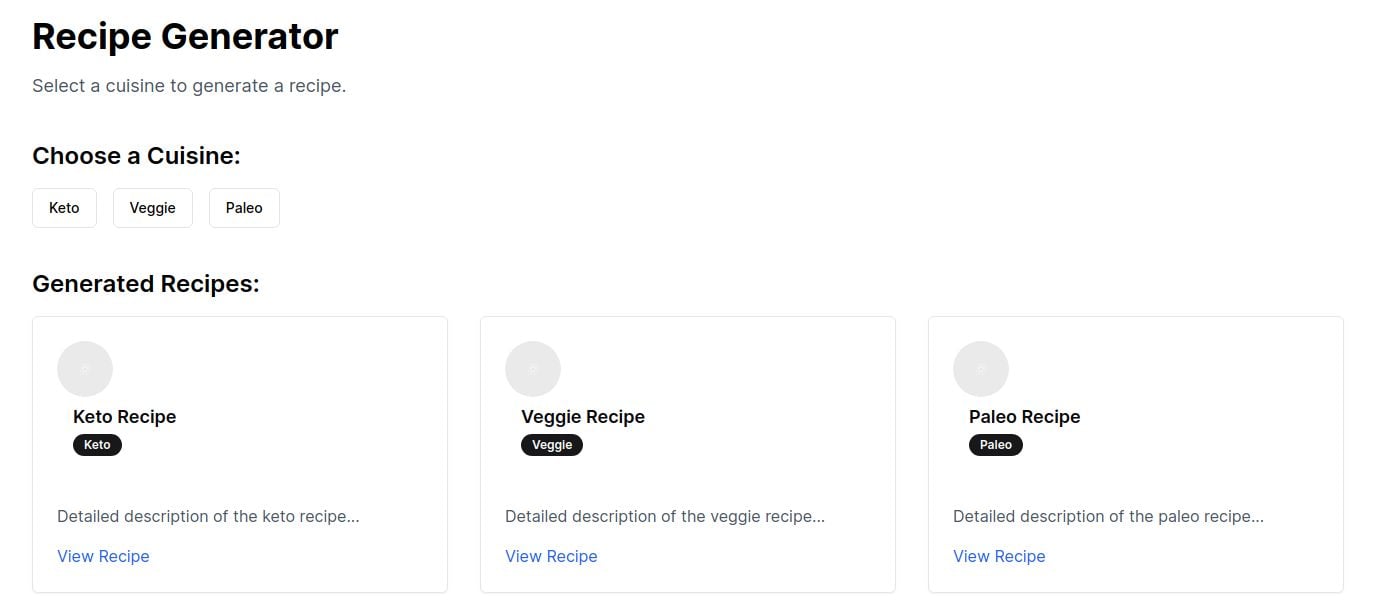 Recipe Generator
Select a cuisine to generate a recipe.
Choose a Cuisine:
Keto Veggie Paleo
Generated Recipes:
Keto Recipe
Keto
Detailed description of the keto recipe...
View Recipe
Veggie Recipe
Veggie
Detailed description of the veggie recipe...
View Recipe
Paleo Recipe
Paleo
Detailed description of the paleo recipe...
View Recipe